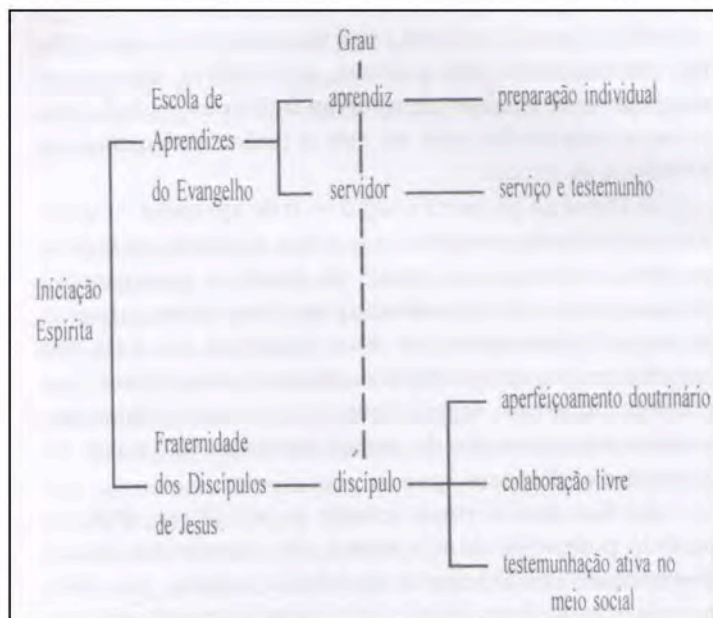 Grau
Escola de
Aprendizes
do Evangelho
aprendiz
preparação individual
servidor
serviço e testemunho
Iniciação
Espírita
Fraternidade
dos Discípulos
de Jesus
discípulo
aperfeiçoamento doutrinário
colaboração livre
testemunhação ativa no
meio social